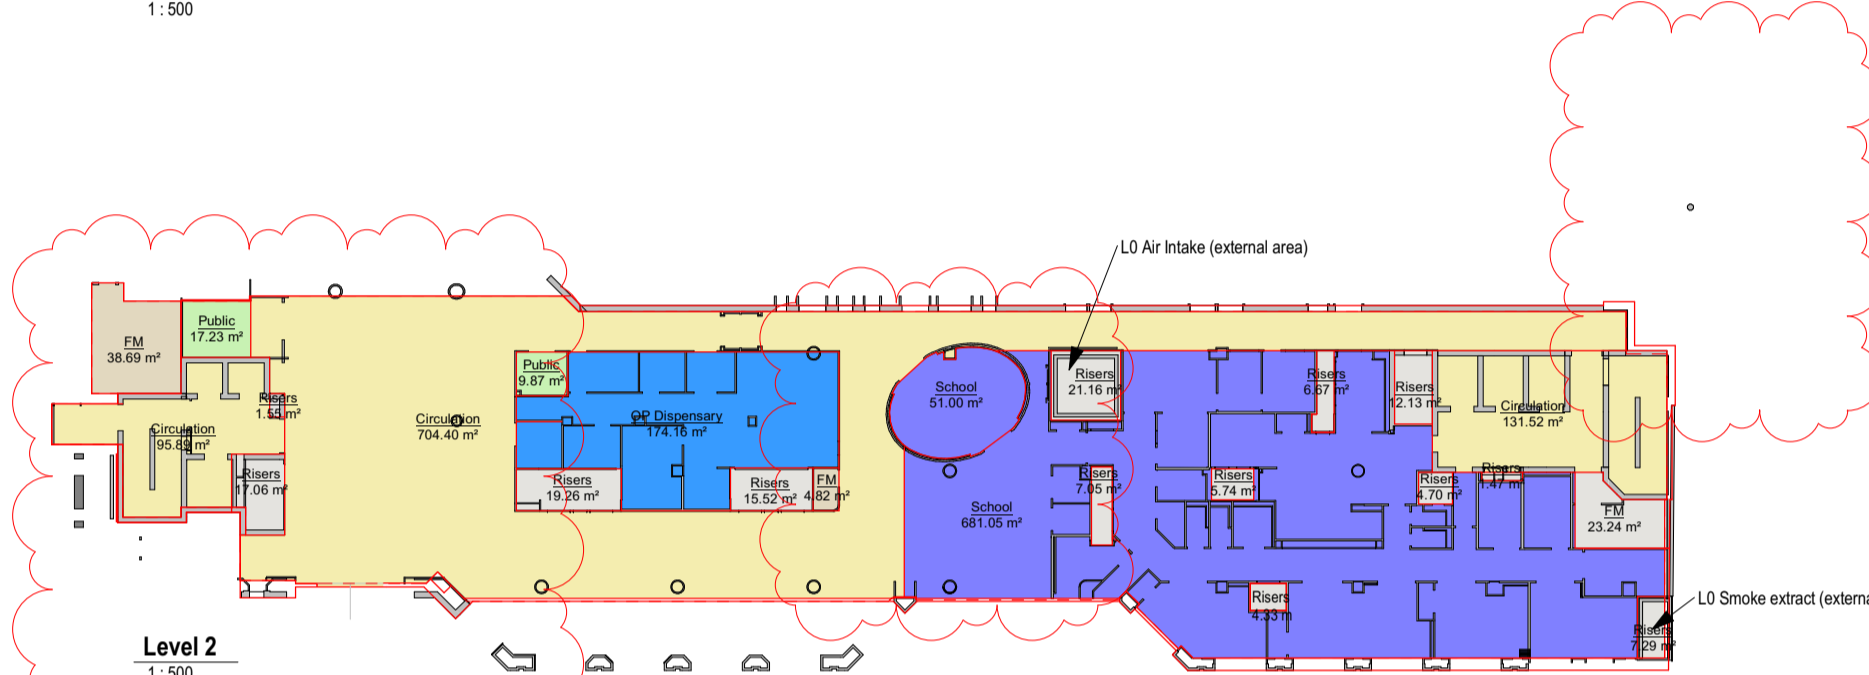 1 : 500
L0 Air Intake (external area)
Public
17.23 m²
FM
38.69 m²
Public
9.87 m²
Risers
1.55 m²
Circulation
95.89 m²
Circulation
704.40 m²
OP Dispensary
174.16 m²
School
51.00 m²
Risers
21.16 m²
Risers
6.67 m²
Risers
12.13 m²
Circulation
131.52 m²
Risers
17.06 m²
Risers
19.26 m²
Risers
15.52 m²
FM
4.82 m²
School
681.05 m²
Risers
7.05 m²
Risers
5.74 m²
Risers
4.70 m²
Risers
1.47 m²
FM
23.24 m²
Risers
4.33 m
L0 Smoke extract (externa
Risers
7.29 m²
Level 2
1 : 500